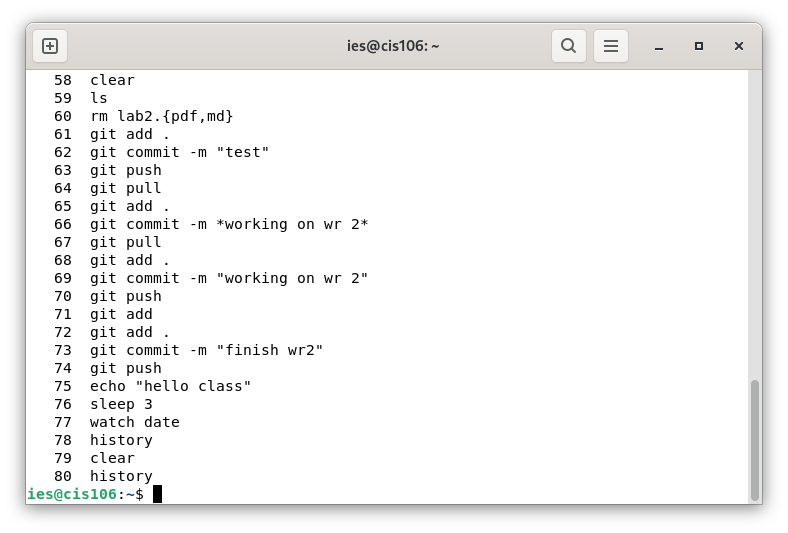 ies@cis106: ~
58 clear
59 ls
60 rm lab2.{pdf,md}
61 git add .
62 git commit -m "test"
63 git push
64 git pull
65 git add .
66 git commit -m *working on wr 2*
67 git pull
68 git add .
69 git commit -m "working on wr 2"
70 git push
71 git add
72 git add .
73 git commit -m "finish wr2"
74 git push
75 echo "hello class"
76 sleep 3
77 watch date
78 history
79 clear
80 history
ies@cis106:~$